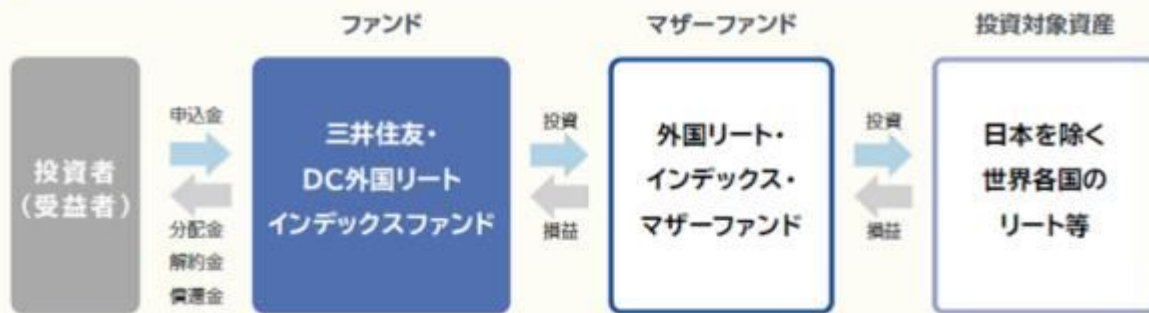 ファンド
マザーファンド
投資対象資産
投資者
(受益者)
申込金
分配金
解約金
償還金
三井住友・
DC外国リート
インデックスファンド
投資
損益
外国リート・
インデックス・
マザーファンド
投資
損益
日本を除く
世界各国の
リート等